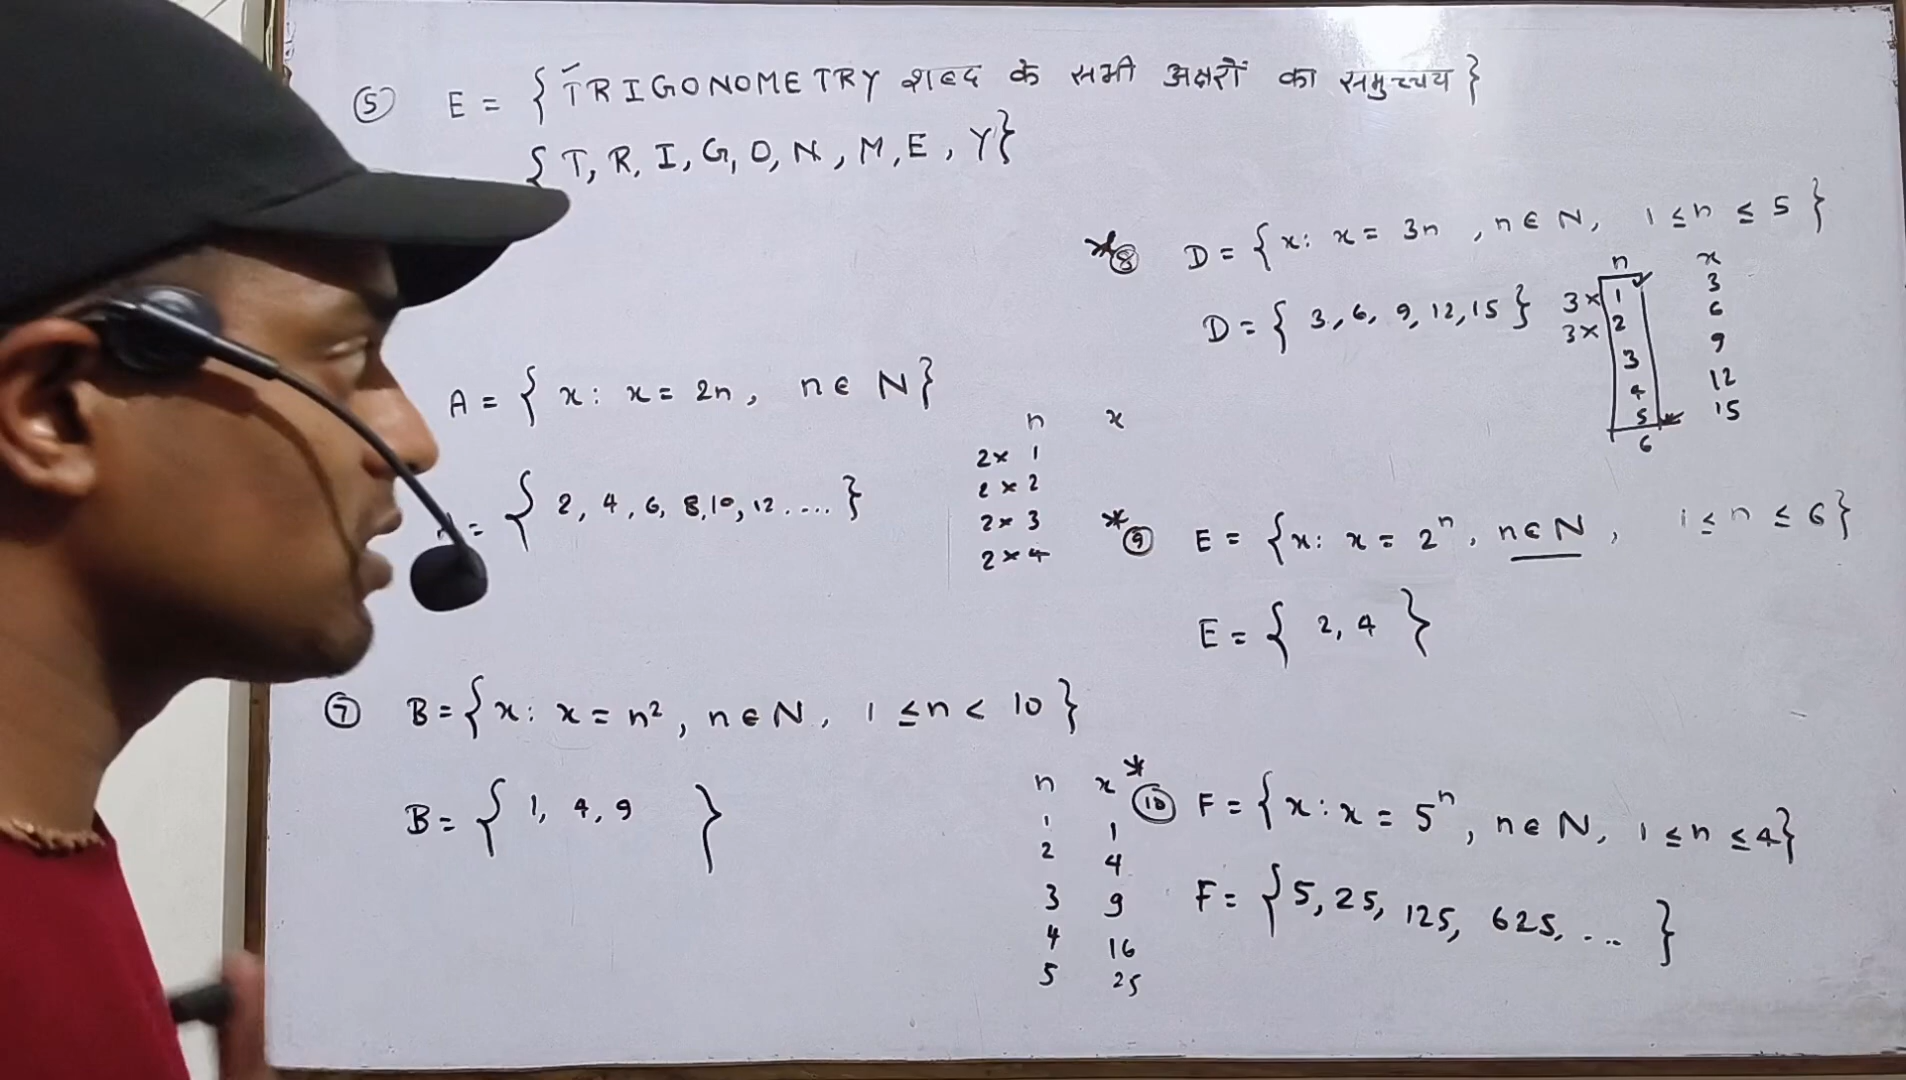 ⑤ E = { TRIGONOMETRY शब्द के सभी अक्षरों का समुच्चय }
{ T, R, I, G, O, N, M, E, Y }
A = { x : x = 2n, n ∈ N }
= { 2, 4, 6, 8, 10, 12 .... }
n x
2 × 1
2 × 2
2 × 3
2 × 4
⑦ B = { x : x = n², n ∈ N, 1 ≤ n < 10 }
B = { 1, 4, 9 }
n x
1 1
2 4
3 9
4 16
5 25
* ⑧ D = { x : x = 3n, n ∈ N, 1 ≤ n ≤ 5 }
D = { 3, 6, 9, 12, 15 }
n x
3 × 1 3
3 × 2 6
3 9
4 12
5 15
6
* ⑨ E = { x : x = 2ⁿ, n ∈ N, 1 ≤ n ≤ 6 }
E = { 2, 4 }
* ⑩ F = { x : x = 5ⁿ, n ∈ N, 1 ≤ n ≤ 4 }
F = { 5, 25, 125, 625, ... }